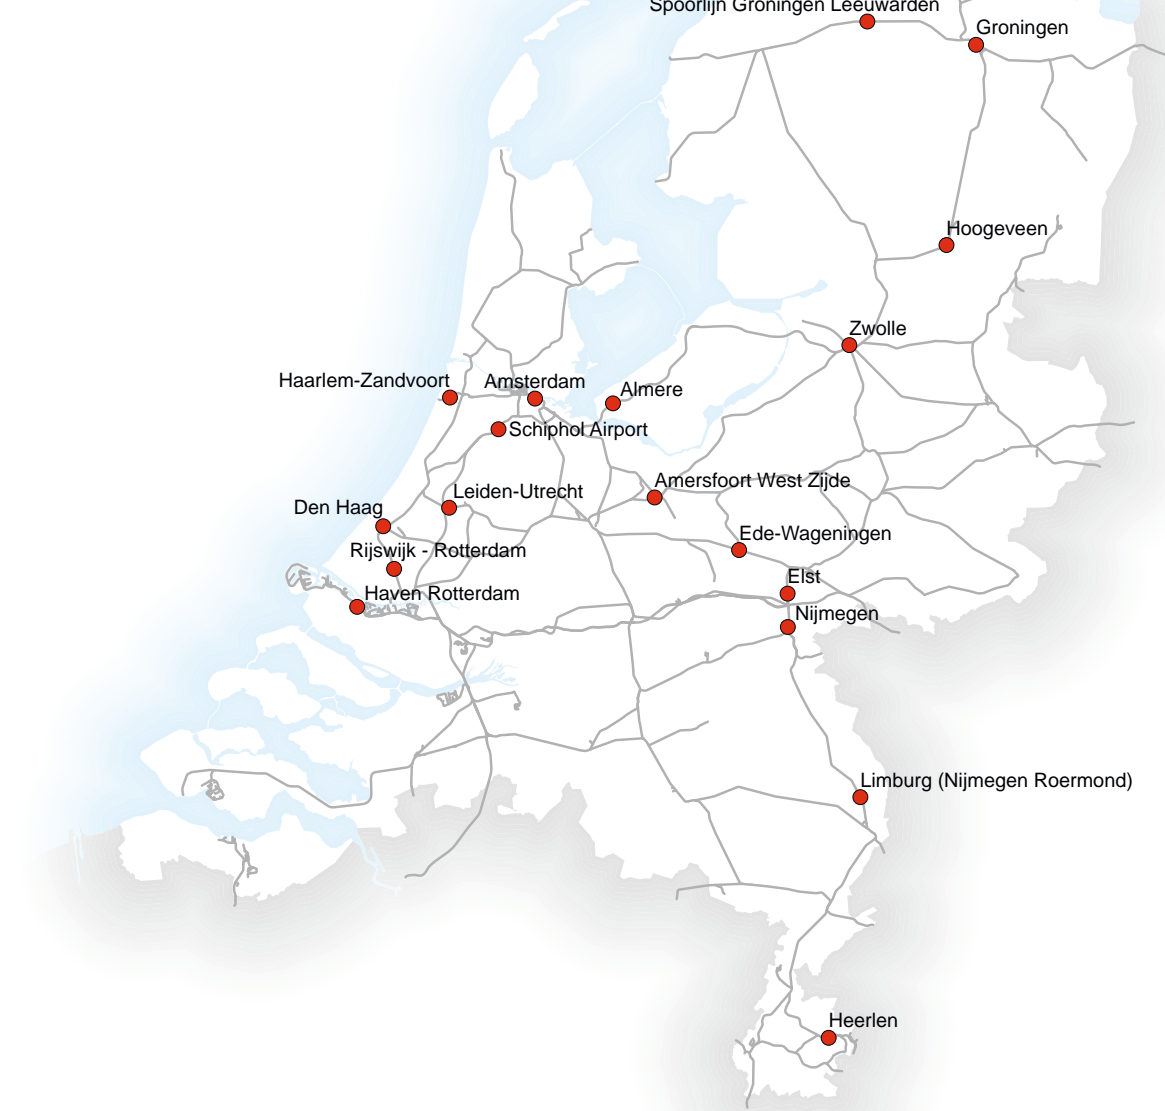 Spoorlijn Groningen Leeuwarden
Groningen
Hoogeveen
Zwolle
Haarlem-Zandvoort
Amsterdam
Almere
Schiphol Airport
Amersfoort West Zijde
Leiden-Utrecht
Den Haag
Ede-Wageningen
Rijswijk - Rotterdam
Elst
Haven Rotterdam
Nijmegen
Limburg (Nijmegen Roermond)
Heerlen